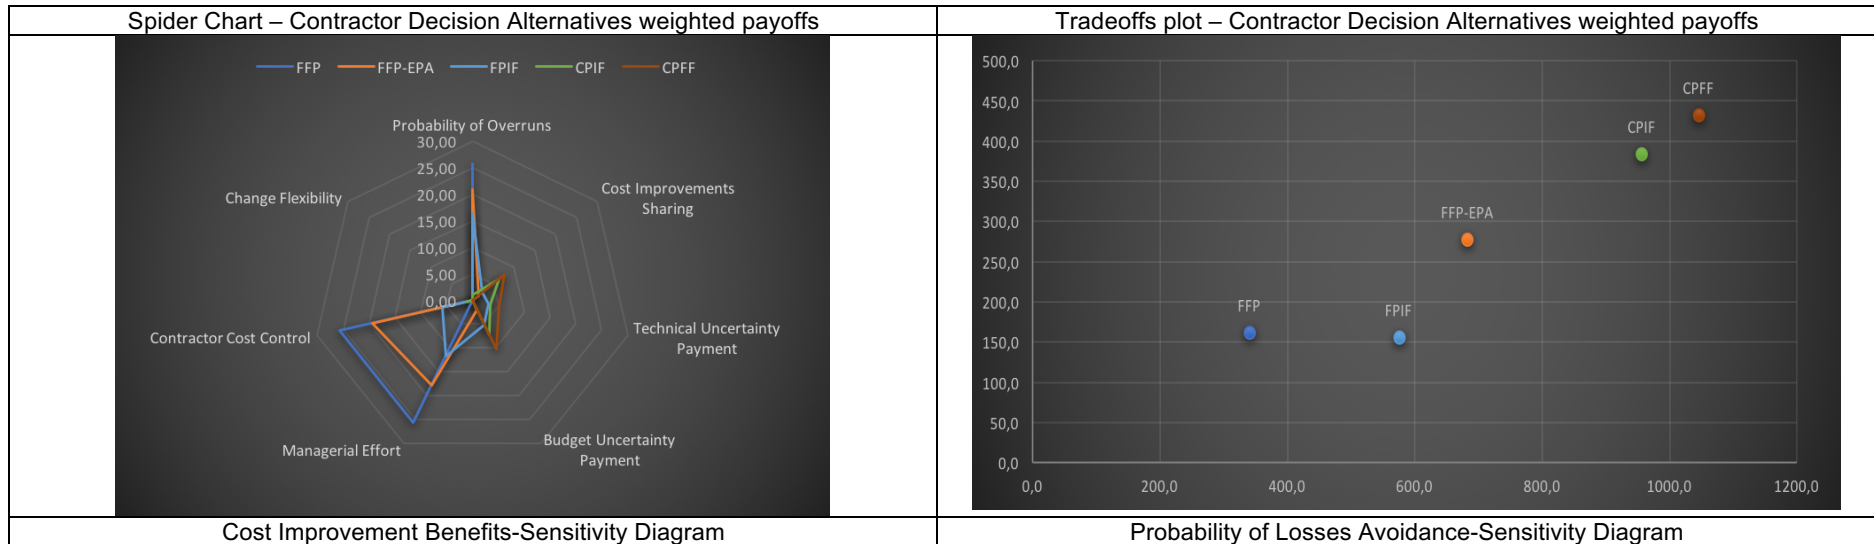 Spider Chart – Contractor Decision Alternatives weighted payoffs
FFP FFP-EPA FPIF CPIF CPFF
Probability of Overruns
30,00
25,00
20,00
15,00
10,00
5,00
0,00
Cost Improvements
Sharing
Technical Uncertainty
Payment
Budget Uncertainty
Payment
Managerial Effort
Contractor Cost Control
Change Flexibility
Tradeoffs plot – Contractor Decision Alternatives weighted payoffs
500,0
450,0
400,0
350,0
300,0
250,0
200,0
150,0
100,0
50,0
0,0
CPFF
CPIF
FFP-EPA
FFP
FPIF
0,0 200,0 400,0 600,0 800,0 1000,0 1200,0
Cost Improvement Benefits-Sensitivity Diagram
Probability of Losses Avoidance-Sensitivity Diagram